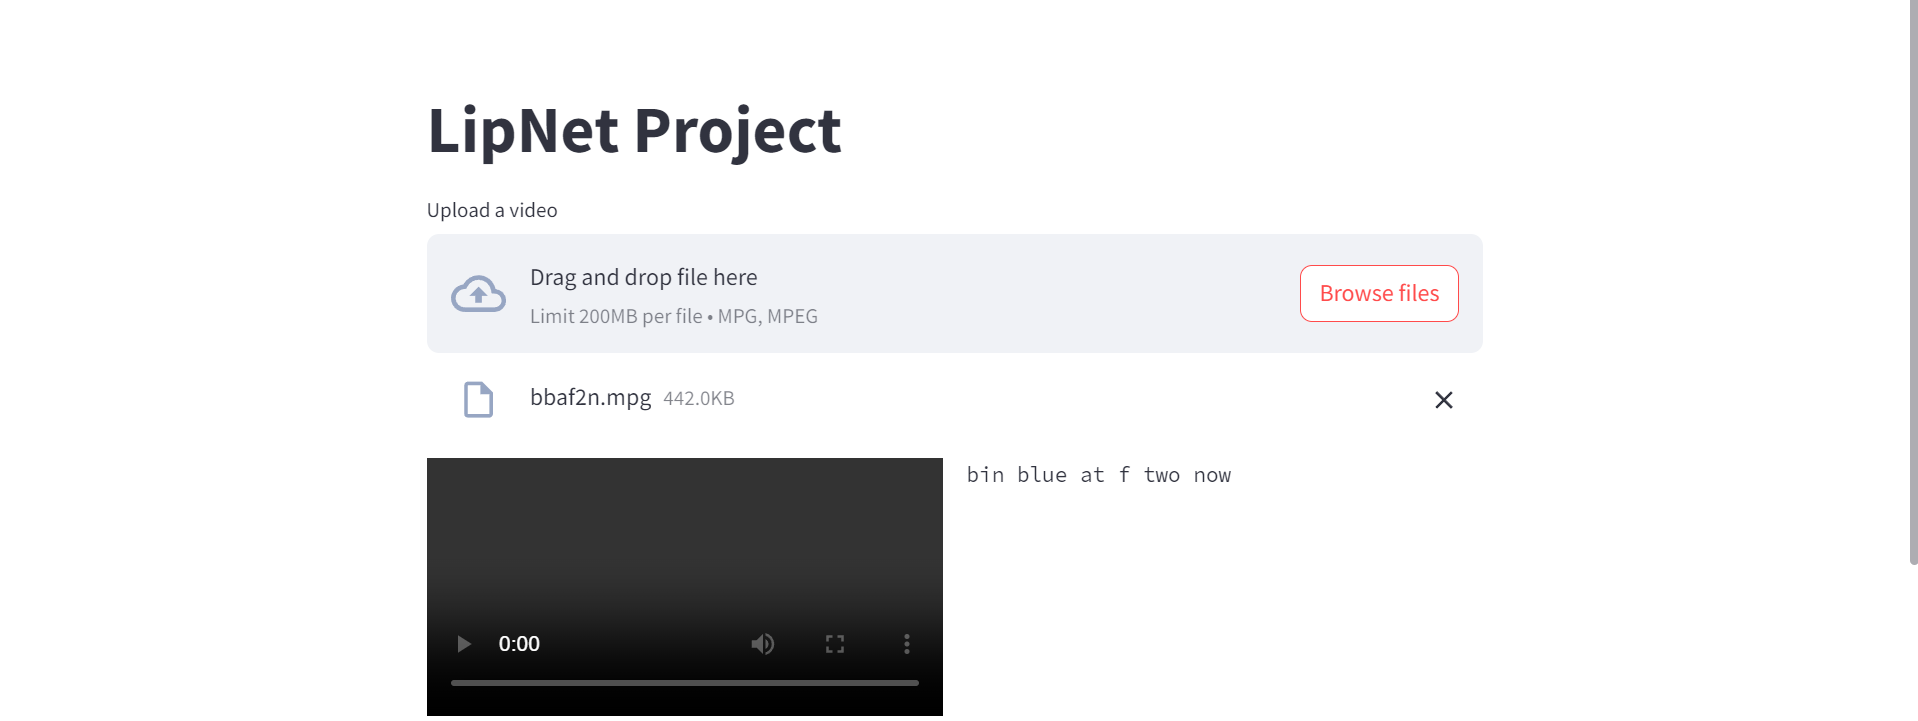 LipNet Project
Upload a video
Drag and drop file here
Limit 200MB per file • MPG, MPEG
Browse files
bbaf2n.mpg 442.0KB
bin blue at f two now
0:00